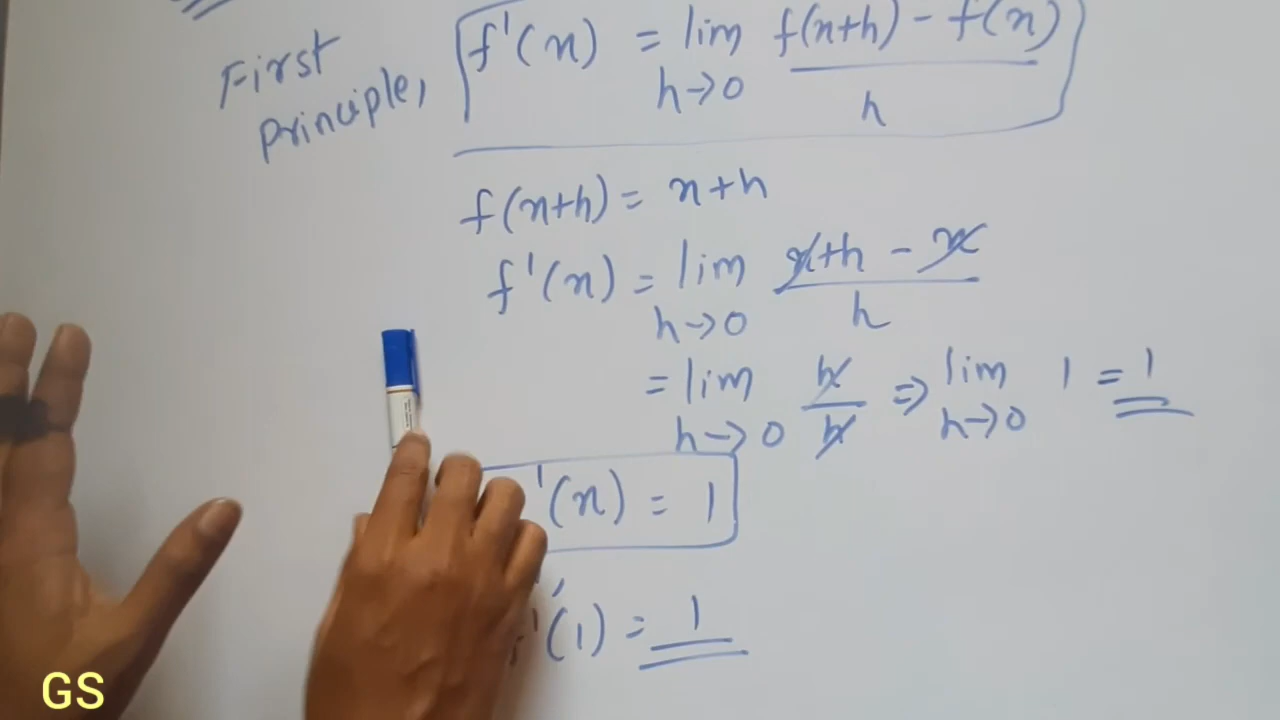 First
principle,
f'(x) = lim h→0 f(x+h) - f(x) / h
f(x+h) = x+h
f'(x) = lim h→0 x+h - x / h
= lim h→0 h / h ⇒ lim h→0 1 = 1
'(x) = 1
'(1) = 1
GS